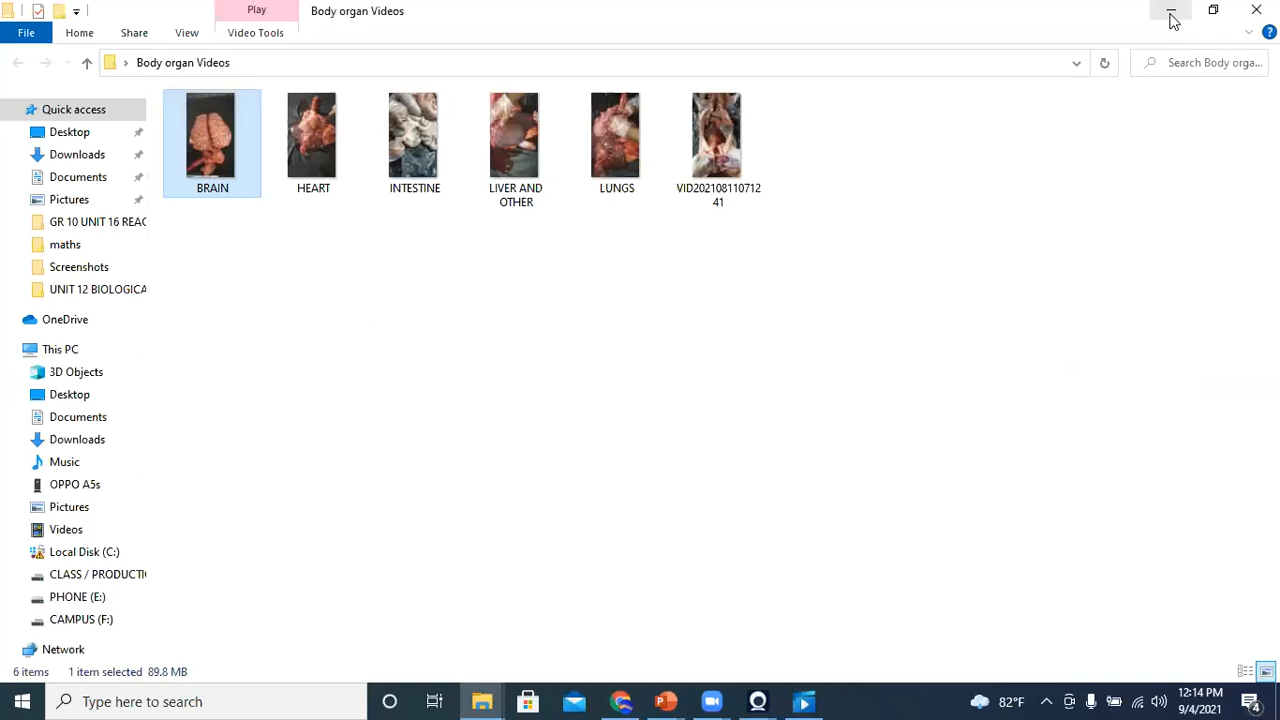 Play
Body organ Videos
File
Home
Share
View
Video Tools
Body organ Videos
Search Body orga...
Quick access
Desktop
Downloads
Documents
Pictures
GR 10 UNIT 16 REAC
maths
Screenshots
UNIT 12 BIOLOGICA
OneDrive
This PC
3D Objects
Desktop
Documents
Downloads
Music
OPPO A5s
Pictures
Videos
Local Disk (C:)
CLASS / PRODUCTI
PHONE (E:)
CAMPUS (F:)
Network
BRAIN
HEART
INTESTINE
LIVER AND
OTHER
LUNGS
VID202108110712
41
6 items 1 item selected 89.8 MB
Type here to search
82°F
12:14 PM
9/4/2021
4